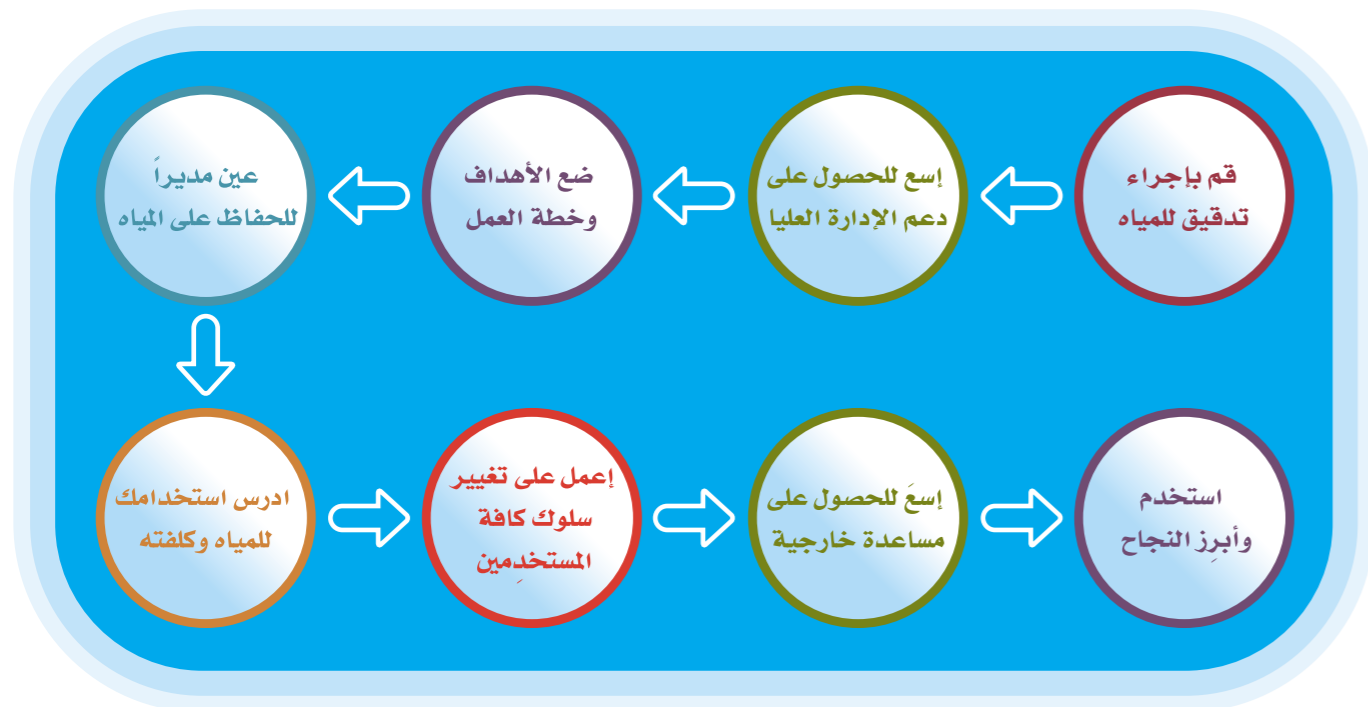 قم بإجراء
تدقيق للمياه
إسع للحصول على
دعم الإدارة العليا
ضع الأهداف
وخطة العمل
عين مديراَ
للحفاظ على المياه
ادرس استخدامك
للمياه وكلفته
إعمل على تغيير
سلوك كافة
المستخدِمين
إسعَ للحصول على
مساعدة خارجية
استخدم
وأبرِز النجاح